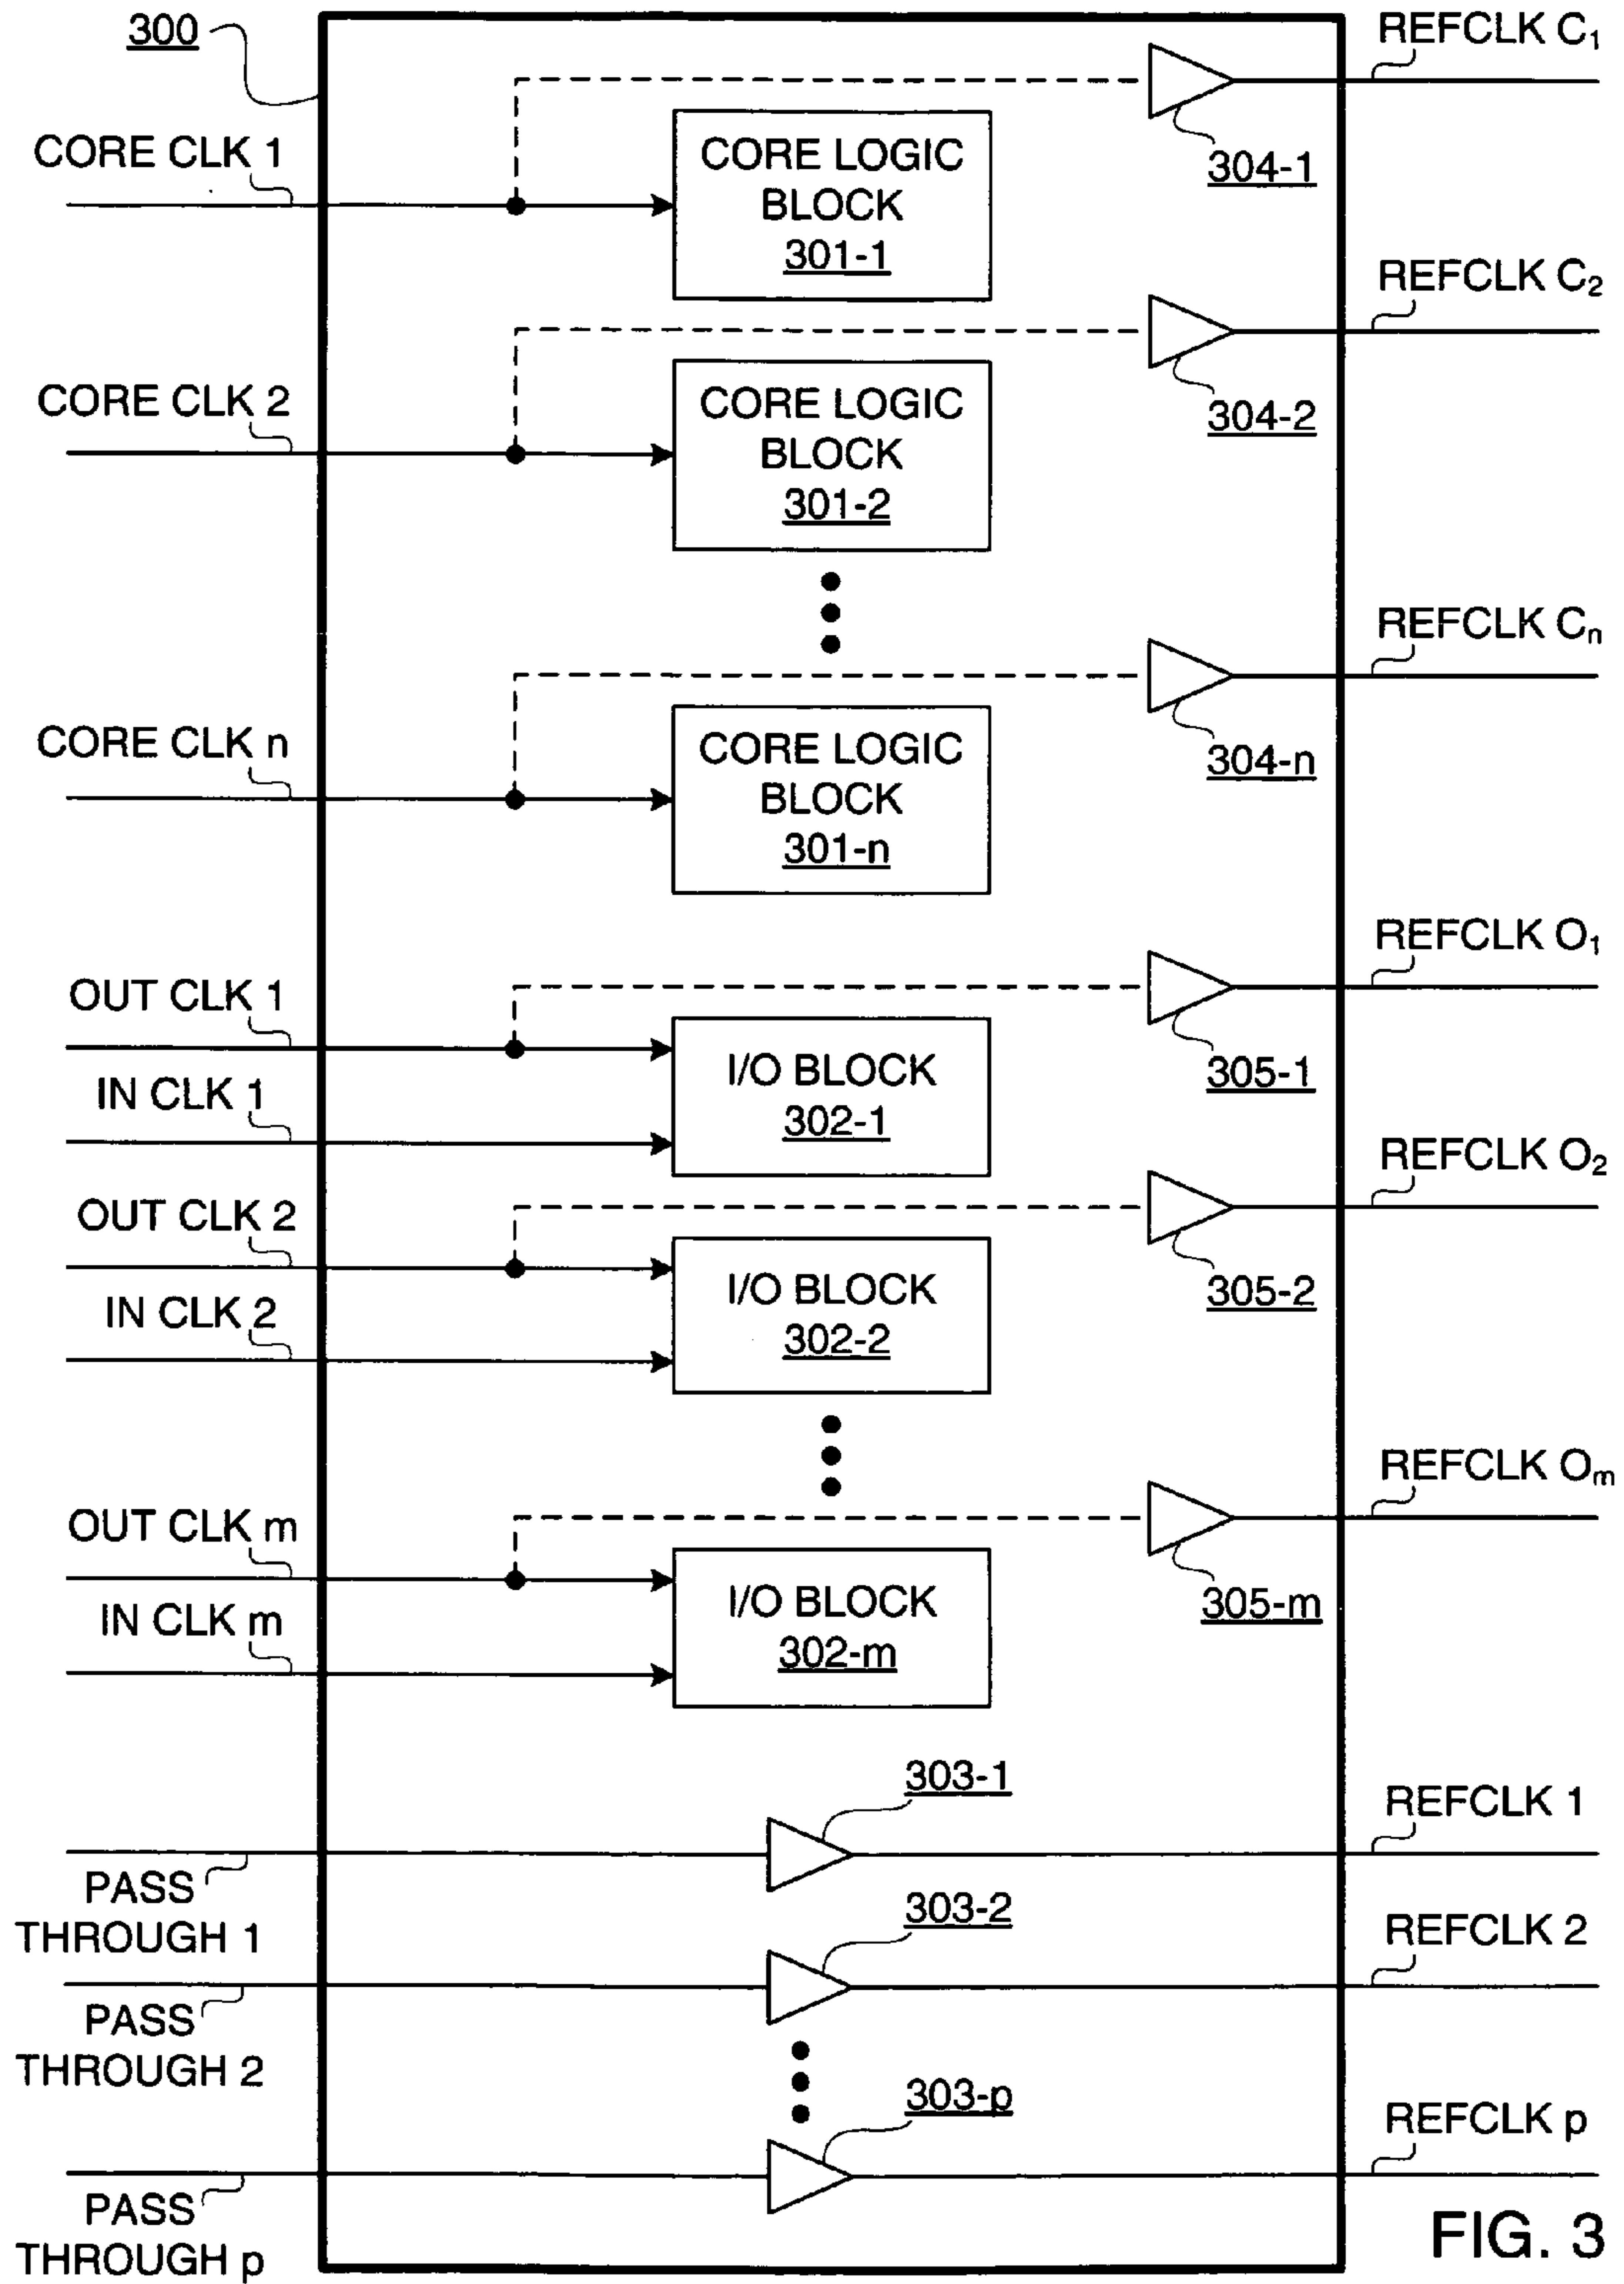 300
REFCLK C₁
CORE CLK 1
CORE LOGIC
BLOCK
301-1
304-1
REFCLK C₂
CORE CLK 2
CORE LOGIC
BLOCK
301-2
304-2
REFCLK Cₙ
CORE CLK n
CORE LOGIC
BLOCK
301-n
304-n
REFCLK O₁
OUT CLK 1
IN CLK 1
I/O BLOCK
302-1
305-1
REFCLK O₂
OUT CLK 2
IN CLK 2
I/O BLOCK
302-2
305-2
REFCLK Oₘ
OUT CLK m
IN CLK m
I/O BLOCK
302-m
305-m
303-1
REFCLK 1
PASS
THROUGH 1
303-2
REFCLK 2
PASS
THROUGH 2
303-p
REFCLK p
PASS
THROUGH p
FIG. 3